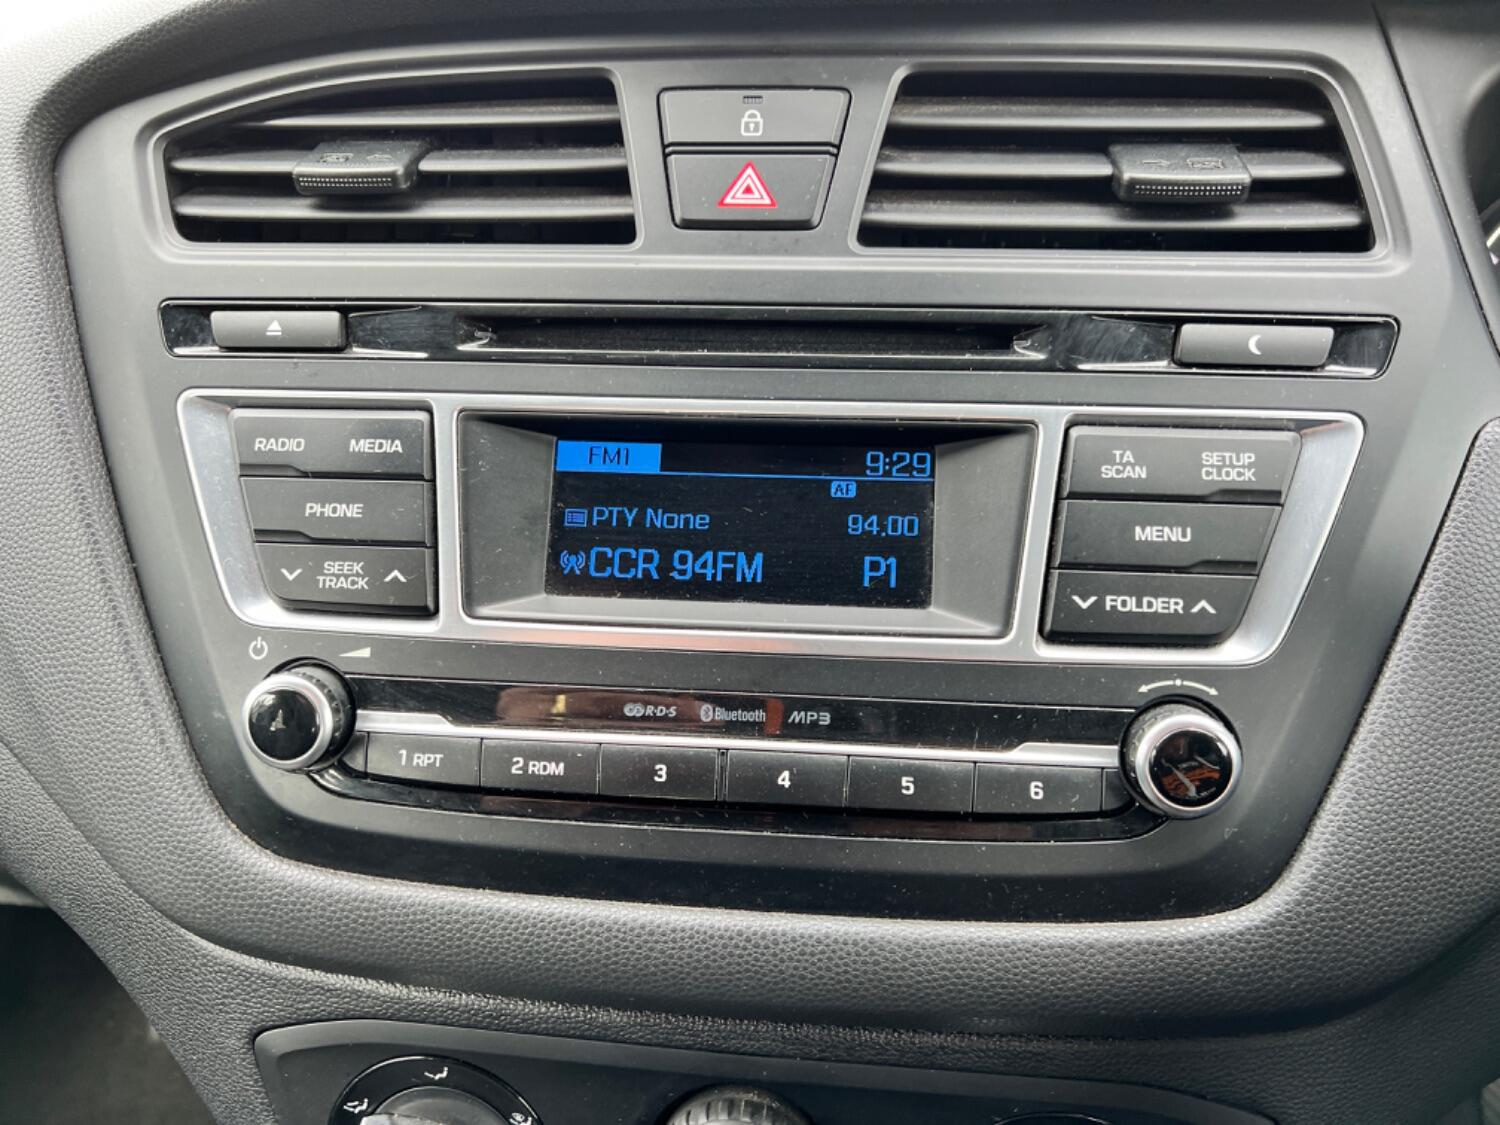 FM1
9:29
AF
PTY None
94.00
CCR 94FM
P1
RADIO MEDIA
PHONE
SEEK
TRACK
TA
SCAN
SETUP
CLOCK
MENU
FOLDER
R·D·S
Bluetooth
MP3
1 RPT
2 RDM
3
4
5
6